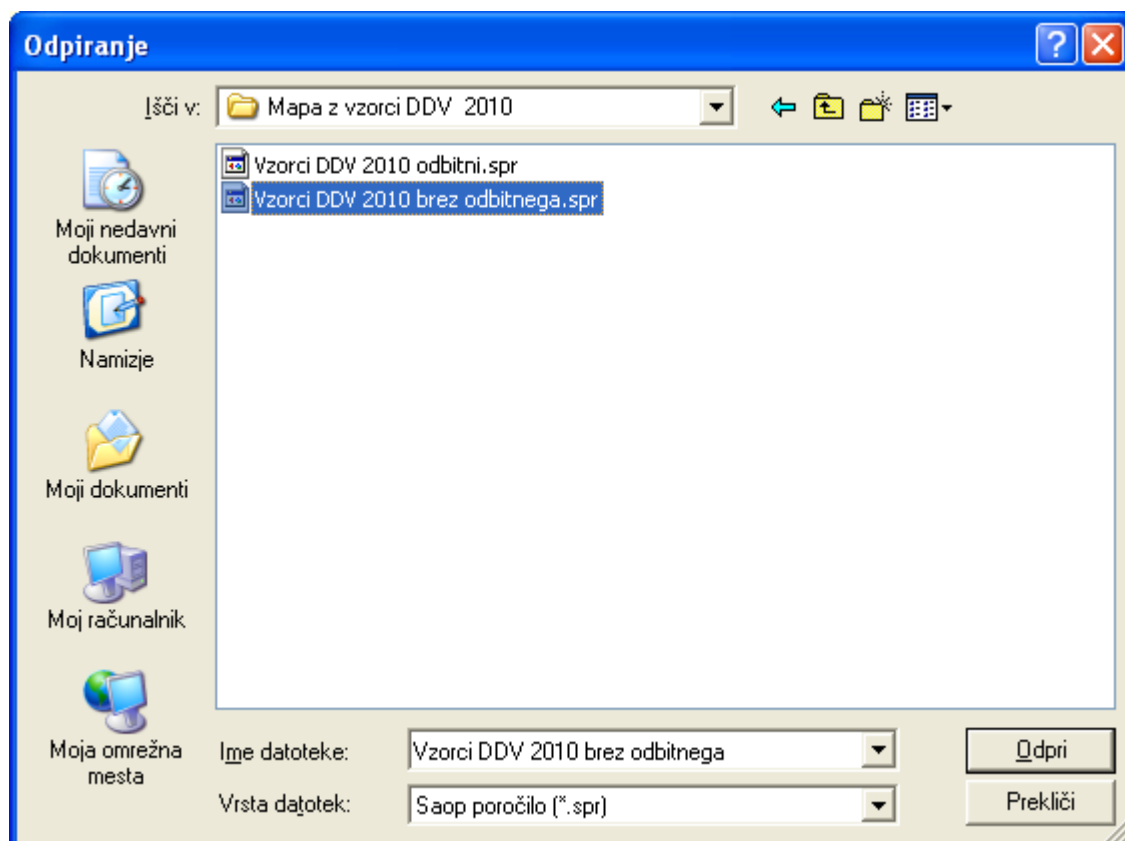 Odpiranje
Išči v: Mapa z vzorci DDV 2010
Vzorci DDV 2010 odbitni.spr
Vzorci DDV 2010 brez odbitnega.spr
Moji nedavni
dokumenti
Namizje
Moji dokumenti
Moj računalnik
Moja omrežna
mesta
Ime datoteke: Vzorci DDV 2010 brez odbitnega Odpri
Vrsta datotek: Saop poročilo (*.spr) Prekliči